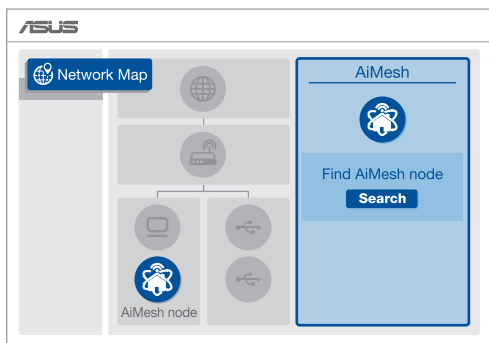 ASUS
Network Map
AiMesh
Find AiMesh node
Search
AiMesh node